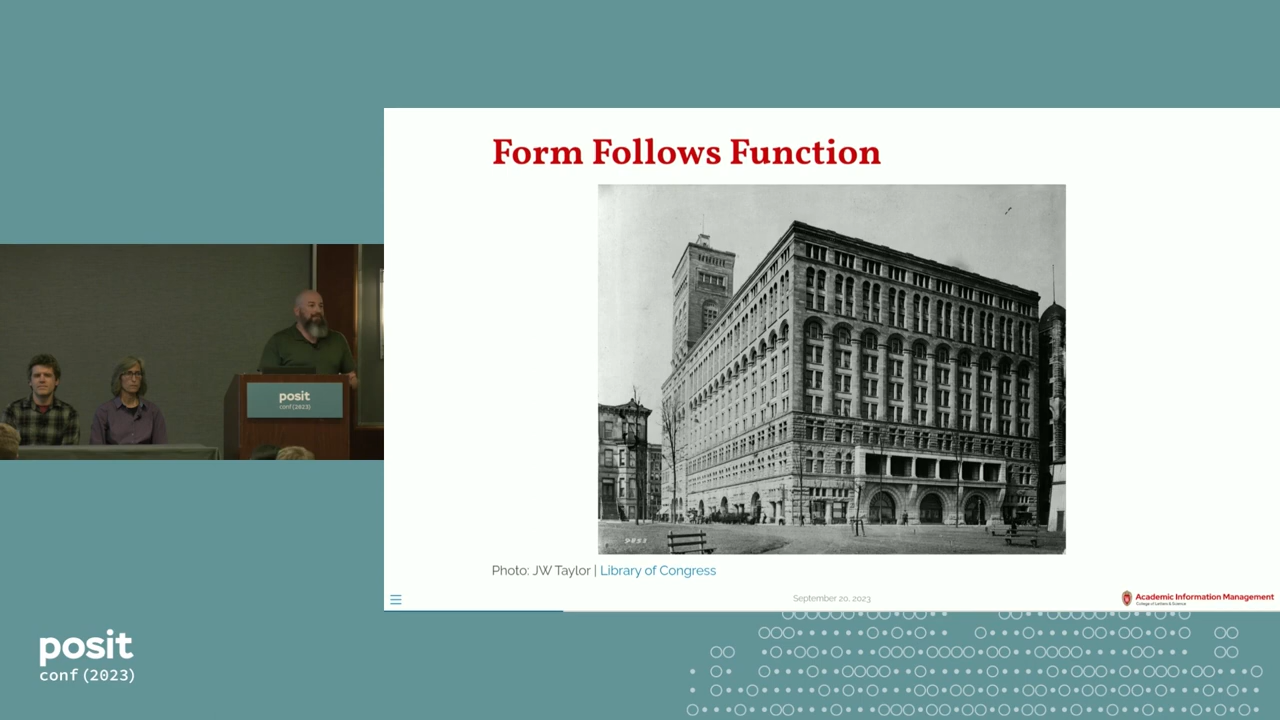 Form Follows Function
posit
conf(2023)
Photo: JW Taylor | Library of Congress
September 20, 2023
Academic Information Management
College of Letters & Science
posit
conf(2023)